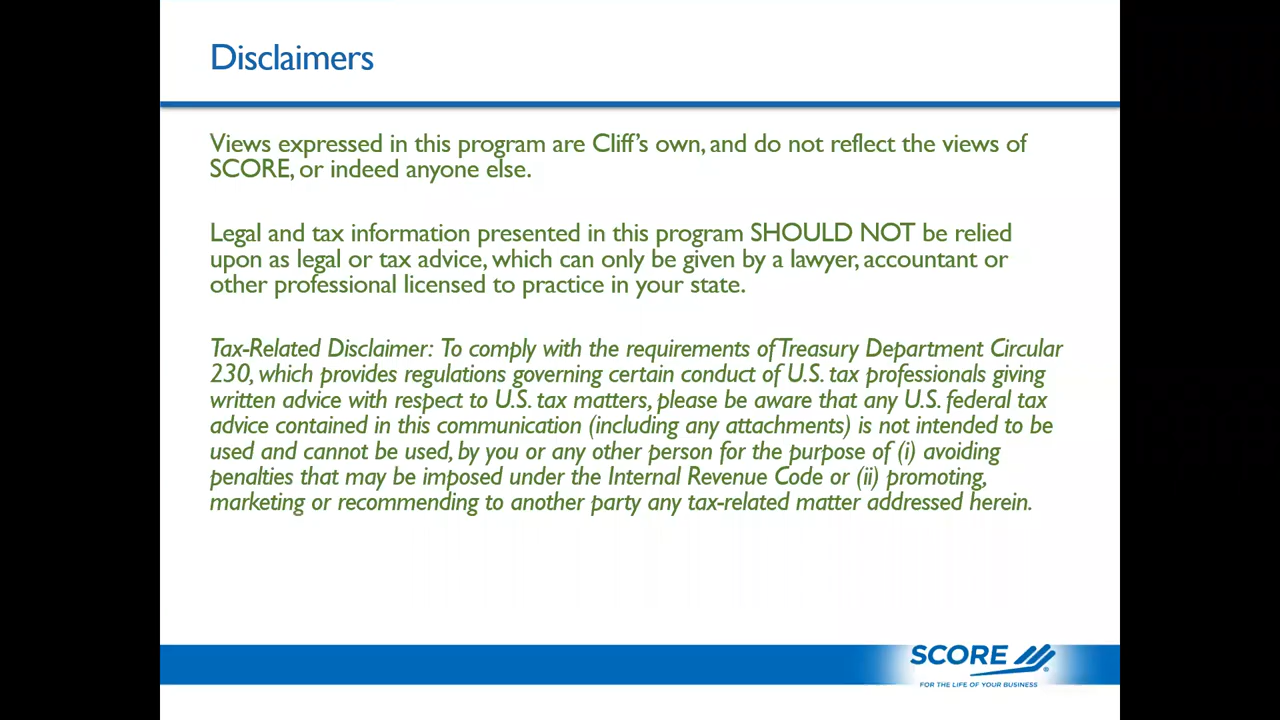 Disclaimers
Views expressed in this program are Cliff's own, and do not reflect the views of
SCORE, or indeed anyone else.
Legal and tax information presented in this program SHOULD NOT be relied
upon as legal or tax advice, which can only be given by a lawyer, accountant or
other professional licensed to practice in your state.
Tax-Related Disclaimer: To comply with the requirements of Treasury Department Circular
230, which provides regulations governing certain conduct of U.S. tax professionals giving
written advice with respect to U.S. tax matters, please be aware that any U.S. federal tax
advice contained in this communication (including any attachments) is not intended to be
used and cannot be used, by you or any other person for the purpose of (i) avoiding
penalties that may be imposed under the Internal Revenue Code or (ii) promoting,
marketing or recommending to another party any tax-related matter addressed herein.
SCORE
®
FOR THE LIFE OF YOUR BUSINESS